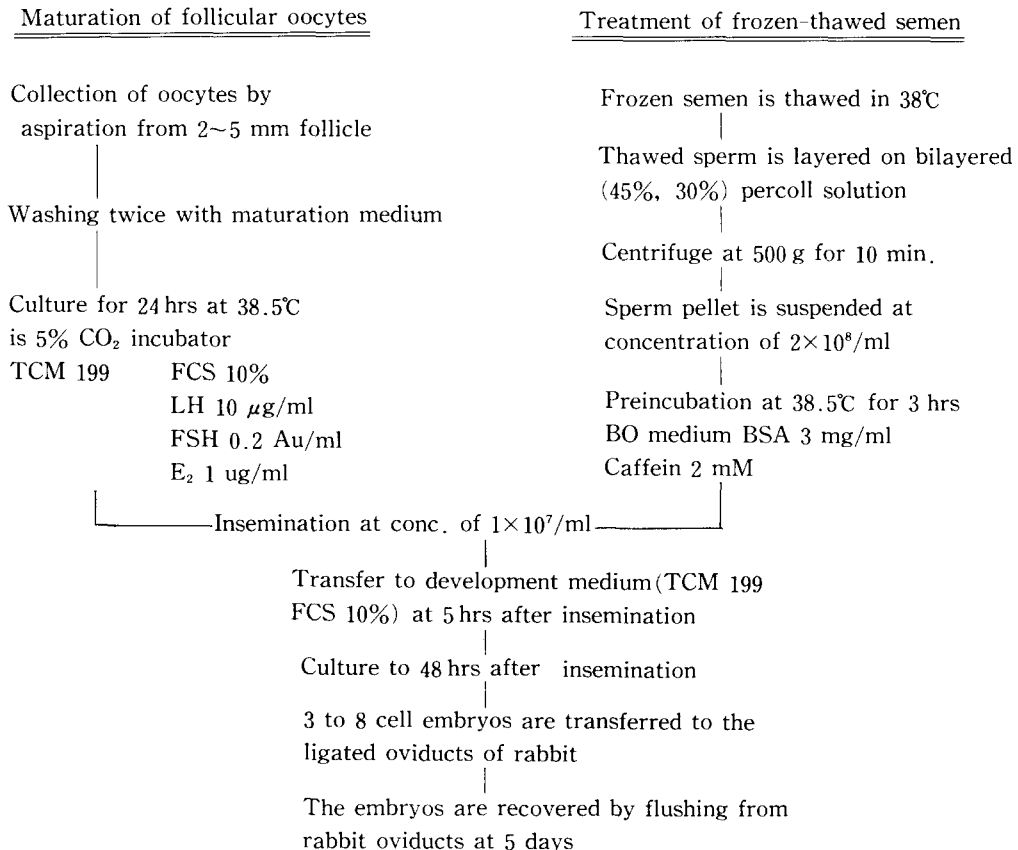 Maturation of follicular oocytes
Collection of oocytes by
aspiration from 2~5 mm follicle
Washing twice with maturation medium
Culture for 24 hrs at 38.5℃
is 5% CO₂ incubator
TCM 199 FCS 10%
LH 10 μg/ml
FSH 0.2 Au/ml
E₂ 1 ug/ml
Treatment of frozen-thawed semen
Frozen semen is thawed in 38℃
Thawed sperm is layered on bilayered
(45%, 30%) percoll solution
Centrifuge at 500 g for 10 min.
Sperm pellet is suspended at
concentration of 2×10⁸/ml
Preincubation at 38.5℃ for 3 hrs
BO medium BSA 3 mg/ml
Caffein 2 mM
Insemination at conc. of 1×10⁷/ml
Transfer to development medium(TCM 199
FCS 10%) at 5 hrs after insemination
Culture to 48 hrs after insemination
3 to 8 cell embryos are transferred to the
ligated oviducts of rabbit
The embryos are recovered by flushing from
rabbit oviducts at 5 days